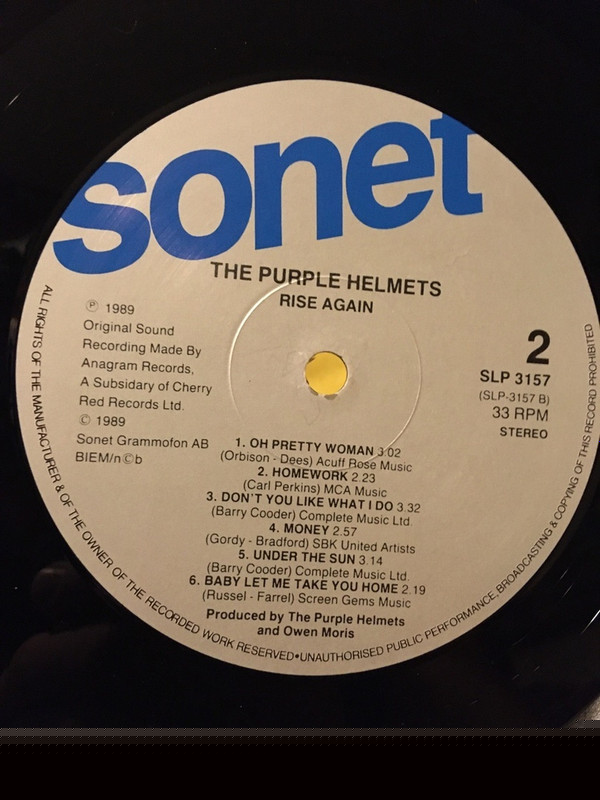 sonet
THE PURPLE HELMETS
RISE AGAIN
℗ 1989
Original Sound
Recording Made By
Anagram Records,
A Subsidary of Cherry
Red Records Ltd.
© 1989
Sonet Grammofon AB
BIEM/n©b
2
SLP 3157
(SLP-3157 B)
33 RPM
STEREO
1. OH PRETTY WOMAN 3.02
(Orbison - Dees) Acuff Rose Music
2. HOMEWORK 2.23
(Carl Perkins) MCA Music
3. DON'T YOU LIKE WHAT I DO 3.32
(Barry Cooder) Complete Music Ltd.
4. MONEY 2.57
(Gordy - Bradford) SBK United Artists
5. UNDER THE SUN 3.14
(Barry Cooder) Complete Music Ltd.
6. BABY LET ME TAKE YOU HOME 2.19
(Russel - Farrel) Screen Gems Music
Produced by The Purple Helmets
and Owen Moris
ALL RIGHTS OF THE MANUFACTURER & OF THE OWNER OF THE RECORDED WORK RESERVED•UNAUTHORISED PUBLIC PERFORMANCE, BROADCASTING & COPYING OF THIS RECORD PROHIBITED